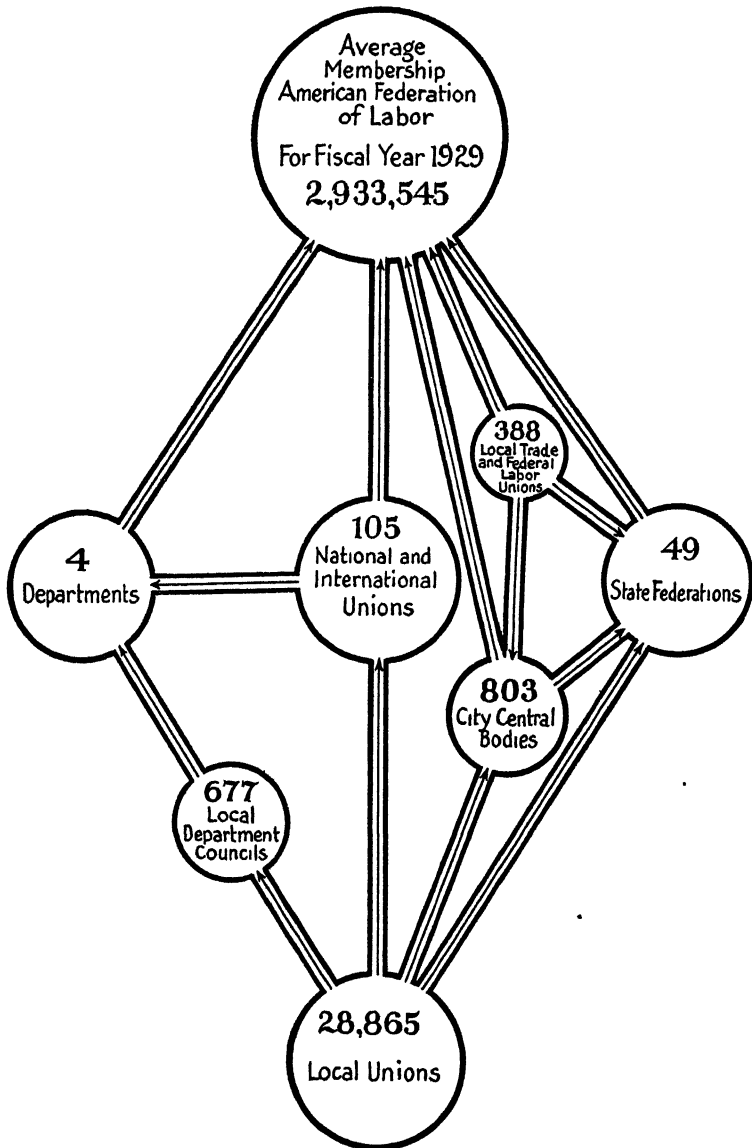 Average
Membership
American Federation
of Labor
For Fiscal Year 1929
2,933,545
388
Local Trade
and Federal
Labor
Unions
4
Departments
105
National and
International
Unions
49
State Federations
803
City Central
Bodies
677
Local
Department
Councils
28,865
Local Unions